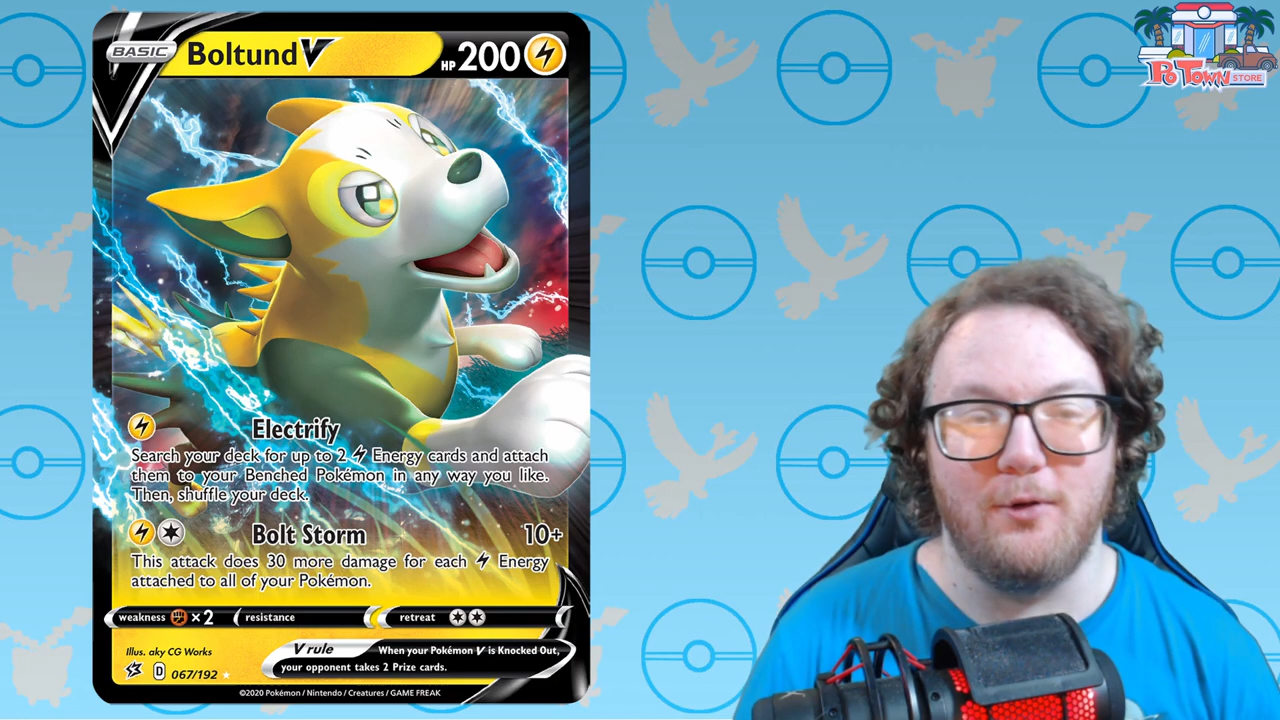 BASIC
Boltund V
HP 200
Electrify
Search your deck for up to 2 Energy cards and attach
them to your Benched Pokémon in any way you like.
Then, shuffle your deck.
Bolt Storm 10+
This attack does 30 more damage for each Energy
attached to all of your Pokémon.
weakness ×2 resistance retreat
Illus. aky CG Works
V rule When your Pokémon V is Knocked Out,
your opponent takes 2 Prize cards.
D 067/192
©2020 Pokémon / Nintendo / Creatures / GAME FREAK
PO TOWN STORE